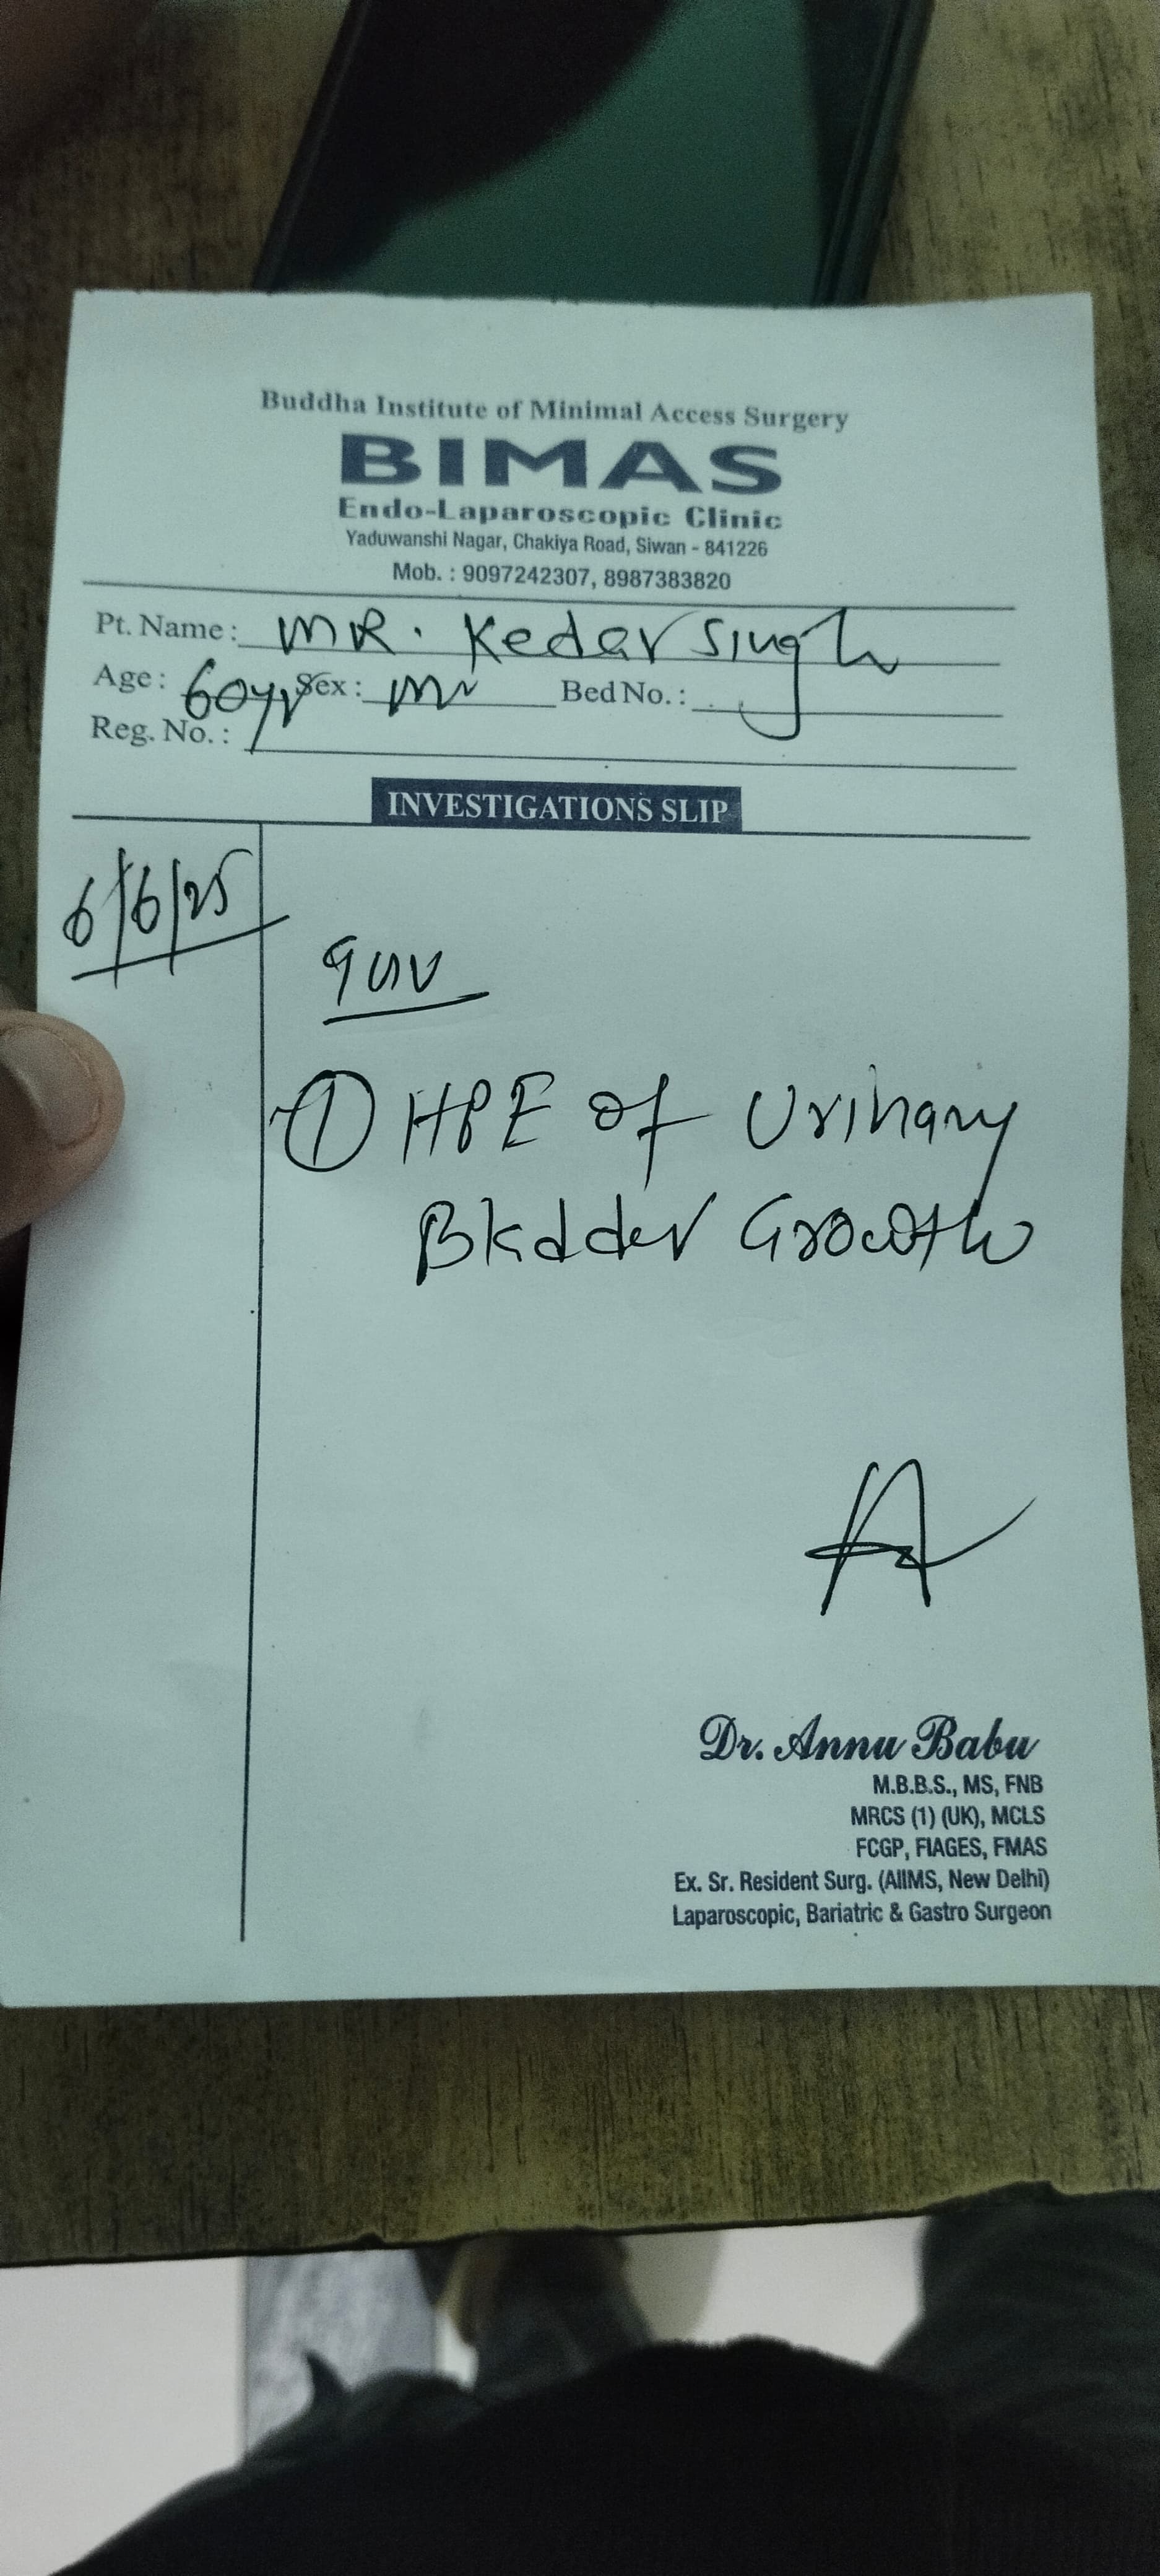 Buddha Institute of Minimal Access Surgery
BIMAS
Endo-Laparoscopic Clinic
Yaduwanshi Nagar, Chakiya Road, Siwan - 841226
Mob. : 9097242307, 8987383820
Pt. Name : MR. Kedar Singh
Age : 60yr Sex : Bed No. :
Reg. No. :
INVESTIGATIONS SLIP
6/6/25
① HPE of Urinary
Bladder Growth
Dr. Annu Babu
M.B.B.S., MS, FNB
MRCS (1) (UK), MCLS
FCGP, FIAGES, FMAS
Ex. Sr. Resident Surg. (AIIMS, New Delhi)
Laparoscopic, Bariatric & Gastro Surgeon